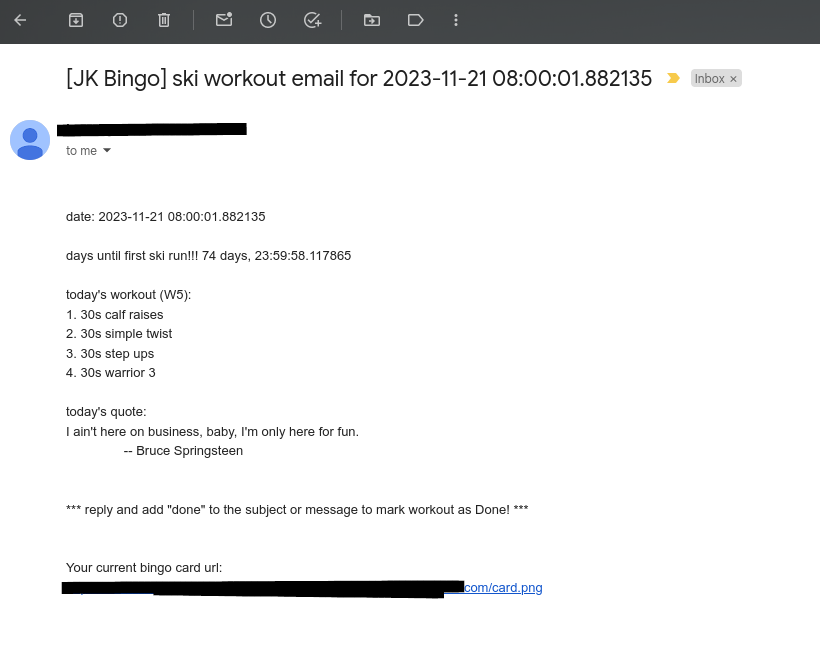 [JK Bingo] ski workout email for 2023-11-21 08:00:01.882135 Inbox ×
to me
date: 2023-11-21 08:00:01.882135
days until first ski run!!! 74 days, 23:59:58.117865
today's workout (W5):
1. 30s calf raises
2. 30s simple twist
3. 30s step ups
4. 30s warrior 3
today's quote:
I ain't here on business, baby, I'm only here for fun.
-- Bruce Springsteen
*** reply and add "done" to the subject or message to mark workout as Done! ***
Your current bingo card url:
com/card.png